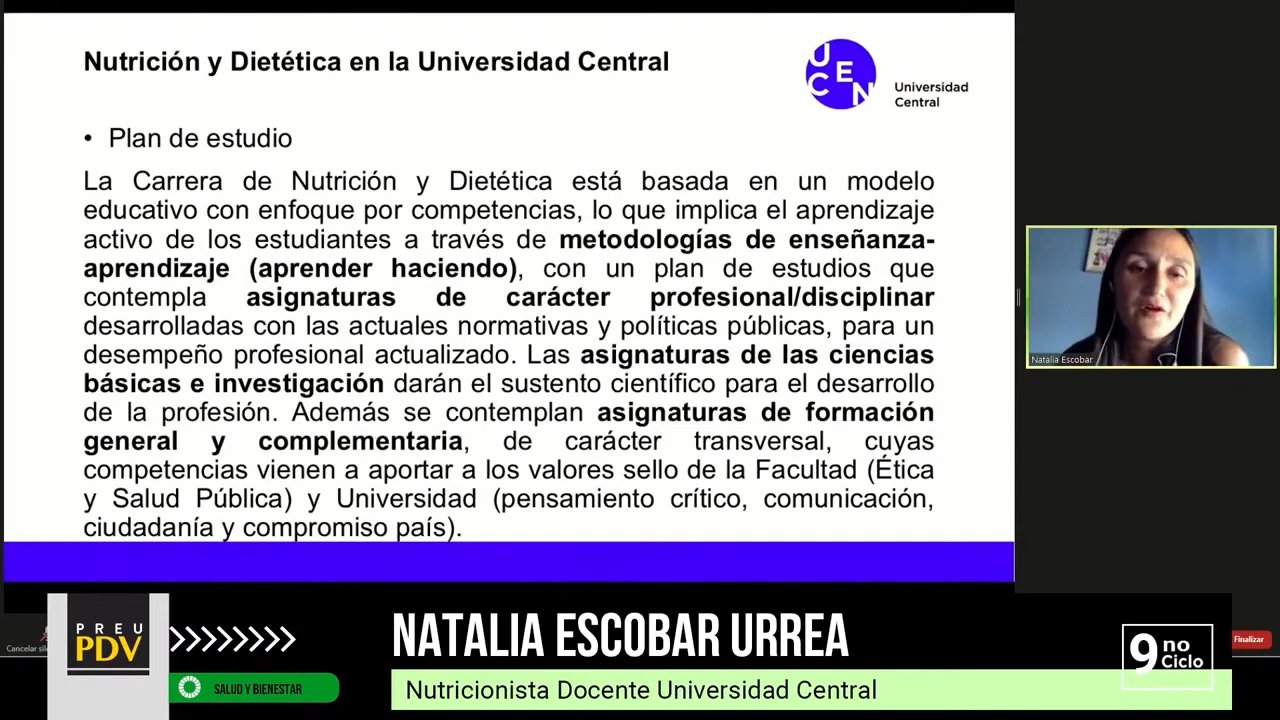 Nutrición y Dietética en la Universidad Central
UCEN
Universidad
Central
• Plan de estudio
La Carrera de Nutrición y Dietética está basada en un modelo
educativo con enfoque por competencias, lo que implica el aprendizaje
activo de los estudiantes a través de metodologías de enseñanza-
aprendizaje (aprender haciendo), con un plan de estudios que
contempla asignaturas de carácter profesional/disciplinar
desarrolladas con las actuales normativas y políticas públicas, para un
desempeño profesional actualizado. Las asignaturas de las ciencias
básicas e investigación darán el sustento científico para el desarrollo
de la profesión. Además se contemplan asignaturas de formación
general y complementaria, de carácter transversal, cuyas
competencias vienen a aportar a los valores sello de la Facultad (Ética
y Salud Pública) y Universidad (pensamiento crítico, comunicación,
ciudadanía y compromiso país).
Natalia Escobar
Cancelar
PREU
PDV
SALUD Y BIENESTAR
NATALIA ESCOBAR URREA
Nutricionista Docente Universidad Central
9 no
Ciclo
Finalizar